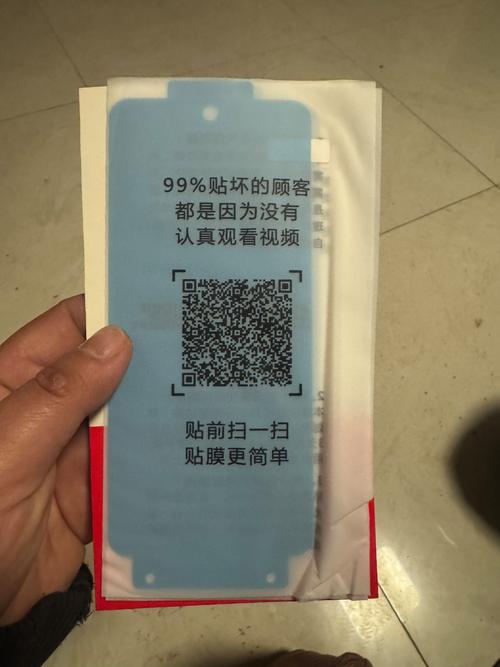 99%贴坏的顾客
都是因为没有
认真观看视频
贴前扫一扫
贴膜更简单